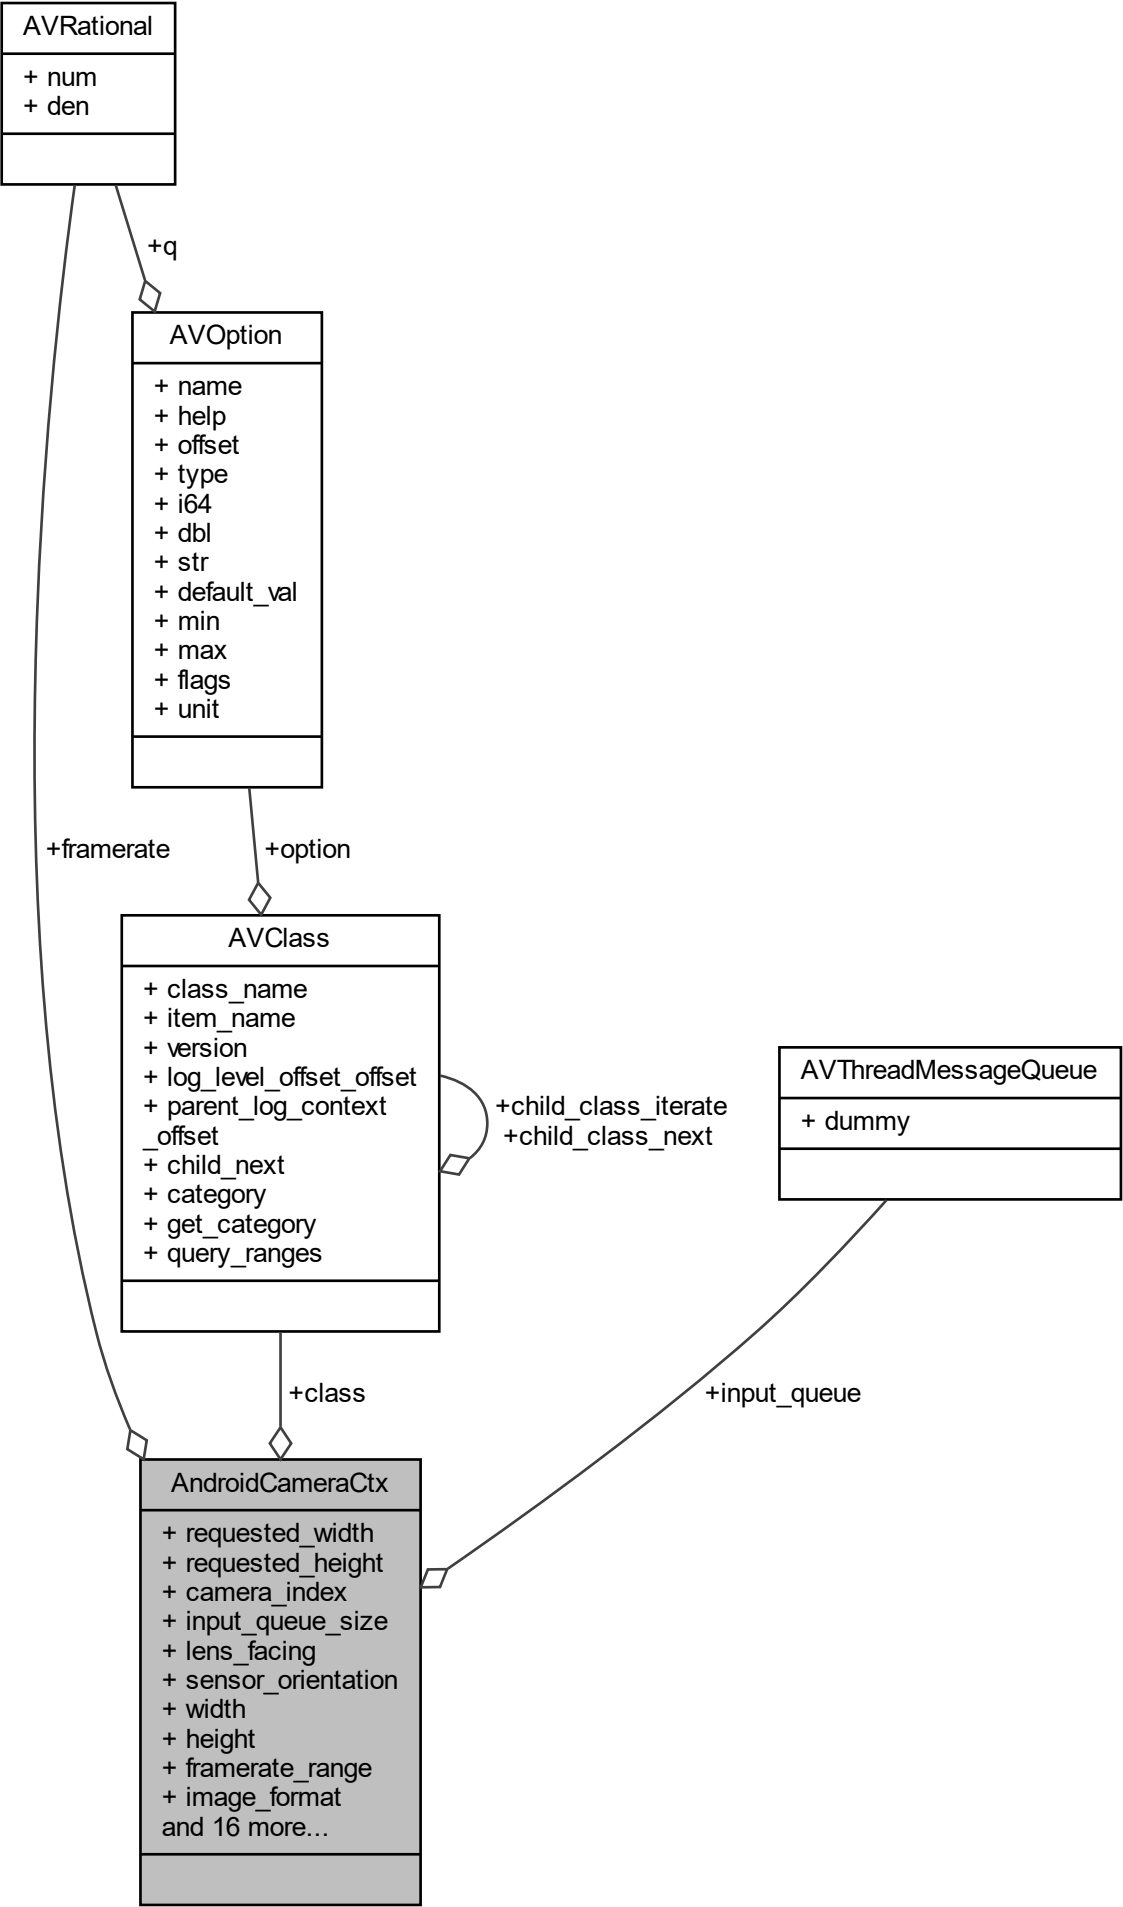 AVRational
+ num
+ den
+q
AVOption
+ name
+ help
+ offset
+ type
+ i64
+ dbl
+ str
+ default_val
+ min
+ max
+ flags
+ unit
+framerate
+option
AVClass
+ class_name
+ item_name
+ version
+ log_level_offset_offset
+ parent_log_context
_offset
+ child_next
+ category
+ get_category
+ query_ranges
+child_class_iterate
+child_class_next
AVThreadMessageQueue
+ dummy
+class
+input_queue
AndroidCameraCtx
+ requested_width
+ requested_height
+ camera_index
+ input_queue_size
+ lens_facing
+ sensor_orientation
+ width
+ height
+ framerate_range
+ image_format
and 16 more...